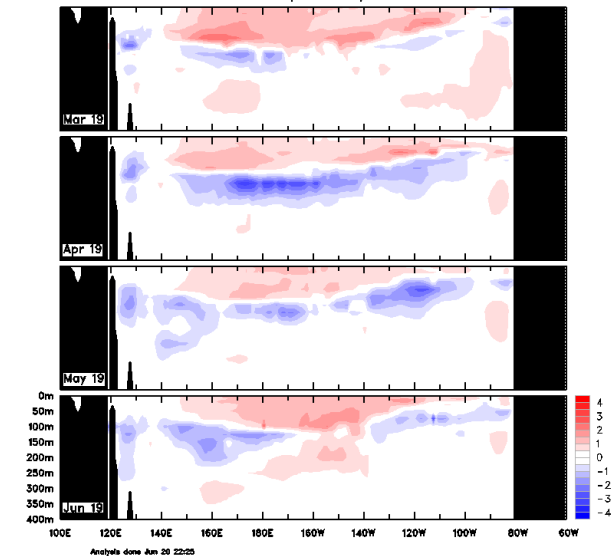 Mar 19
Apr 19
May 19
0m
50m
100m
150m
200m
250m
300m
350m
400m
Jun 19
4
3
2
1
0
-1
-2
-3
-4
100E 120E 140E 160E 180E 160W 140W 120W 100W 80W 60W
Analysis done Jun 20 22:25